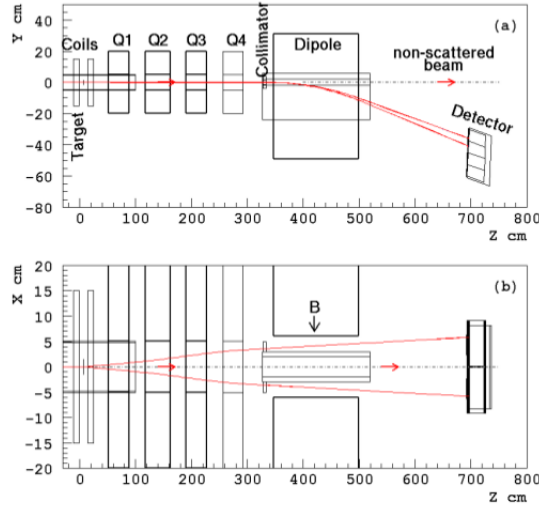 Y cm
40
20
0
-20
-40
-60
-80
Coils
Q1
Q2
Q3
Q4
Collimator
Dipole
(a)
non-scattered
beam
Target
Detector
0 100 200 300 400 500 600 700 800
Z cm
X cm
20
15
10
5
0
-5
-10
-15
-20
B
(b)
0 100 200 300 400 500 600 700 800
Z cm